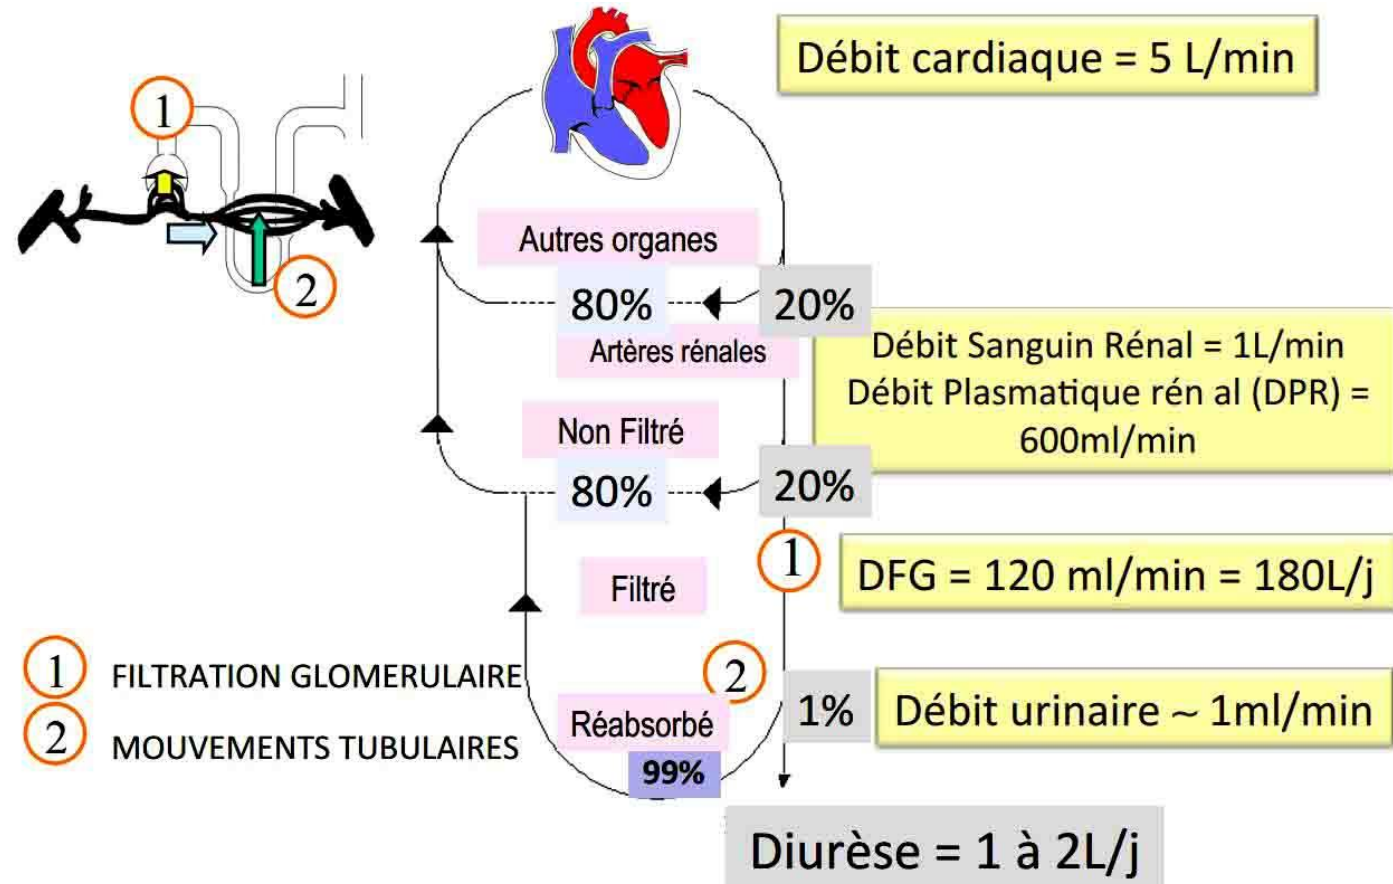 Débit cardiaque = 5 L/min
1
2
Autres organes
80%
20%
Artères rénales
Débit Sanguin Rénal = 1L/min
Débit Plasmatique rén al (DPR) =
600ml/min
Non Filtré
80%
20%
1
DFG = 120 ml/min = 180L/j
Filtré
1 FILTRATION GLOMERULAIRE
2 MOUVEMENTS TUBULAIRES
2
Réabsorbé
99%
1%
Débit urinaire ~ 1ml/min
Diurèse = 1 à 2L/j